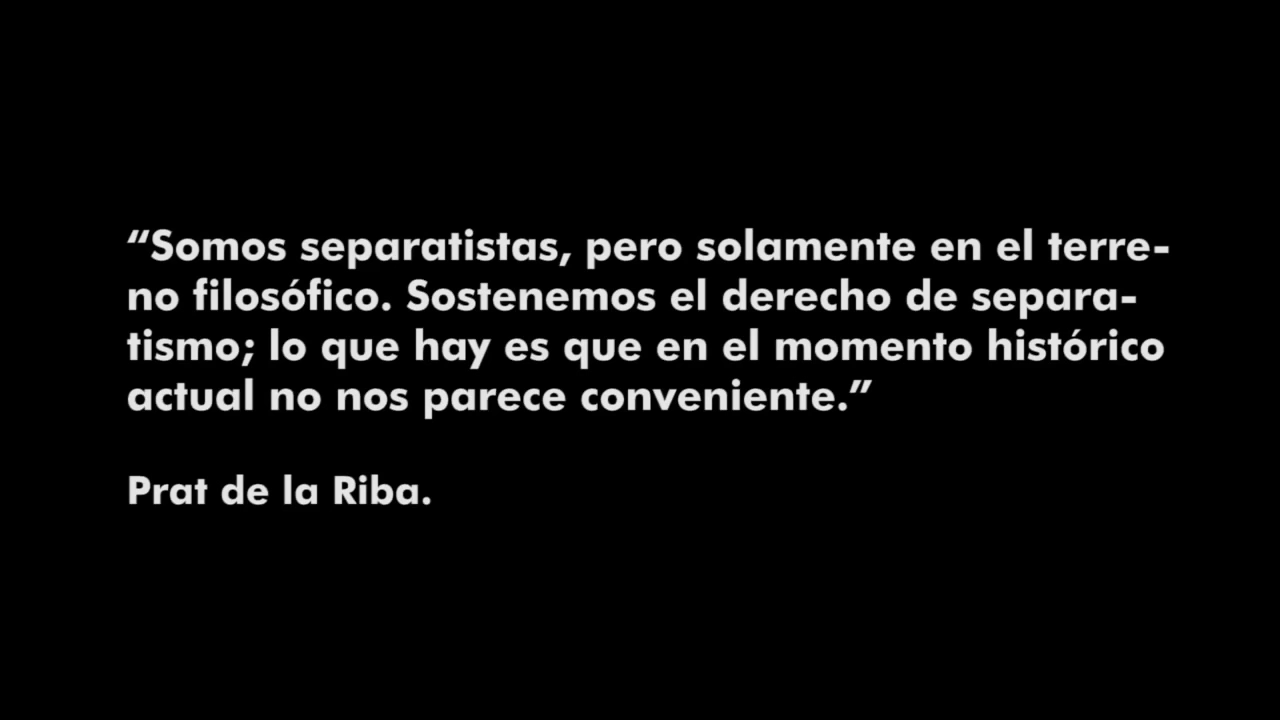 “Somos separatistas, pero solamente en el terre-
no filosófico. Sostenemos el derecho de separa-
tismo; lo que hay es que en el momento histórico
actual no nos parece conveniente.”
Prat de la Riba.